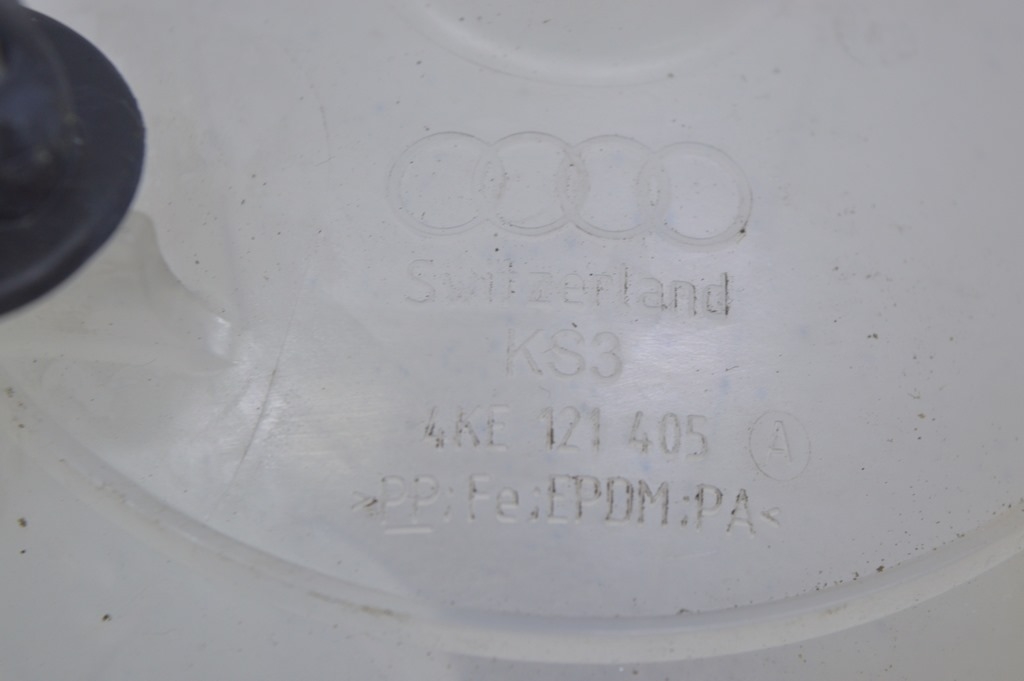 Switzerland
KS3
4KE 121 405 A
>PP;Fe;EPDM;PA<